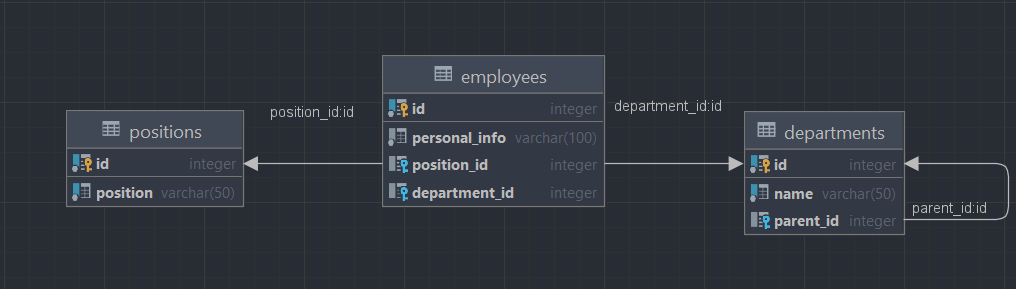 employees
id integer
personal_info varchar(100)
position_id integer
department_id integer
position_id:id
department_id:id
positions
id integer
position varchar(50)
departments
id integer
name varchar(50)
parent_id integer
parent_id:id